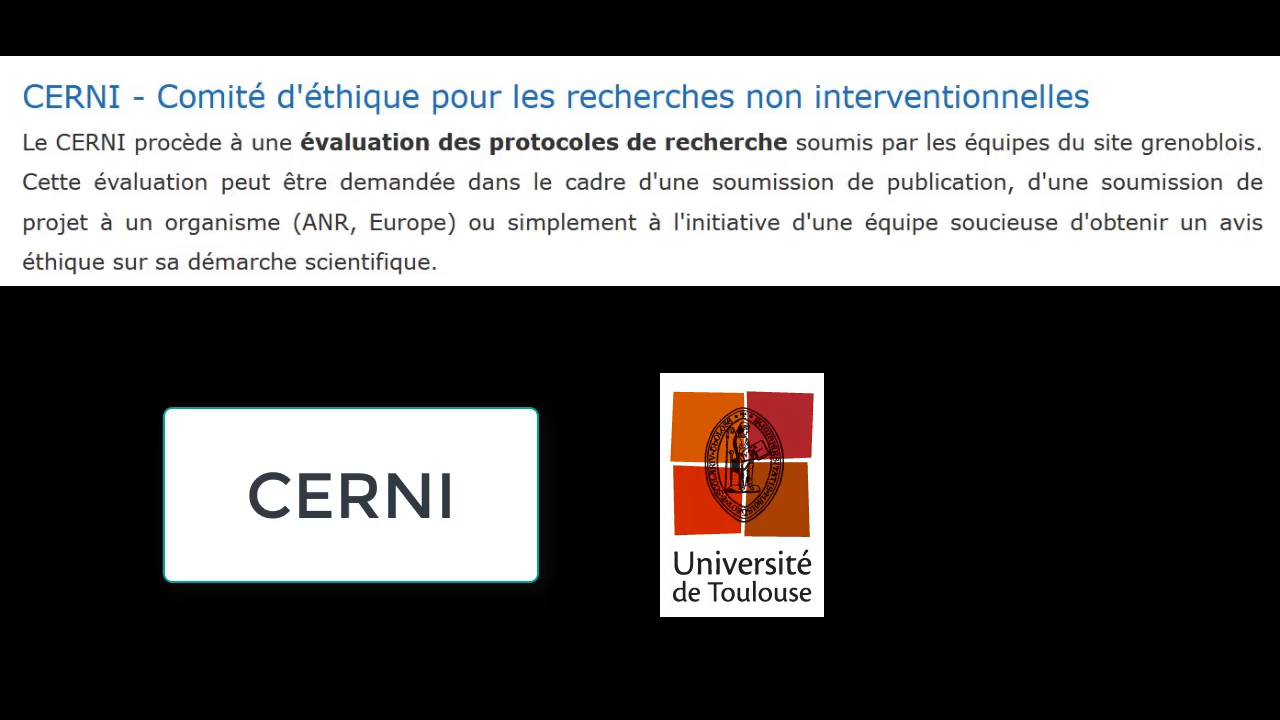 CERNI - Comité d'éthique pour les recherches non interventionnelles
Le CERNI procède à une évaluation des protocoles de recherche soumis par les équipes du site grenoblois.
Cette évaluation peut être demandée dans le cadre d'une soumission de publication, d'une soumission de
projet à un organisme (ANR, Europe) ou simplement à l'initiative d'une équipe soucieuse d'obtenir un avis
éthique sur sa démarche scientifique.
CERNI
Université
de Toulouse